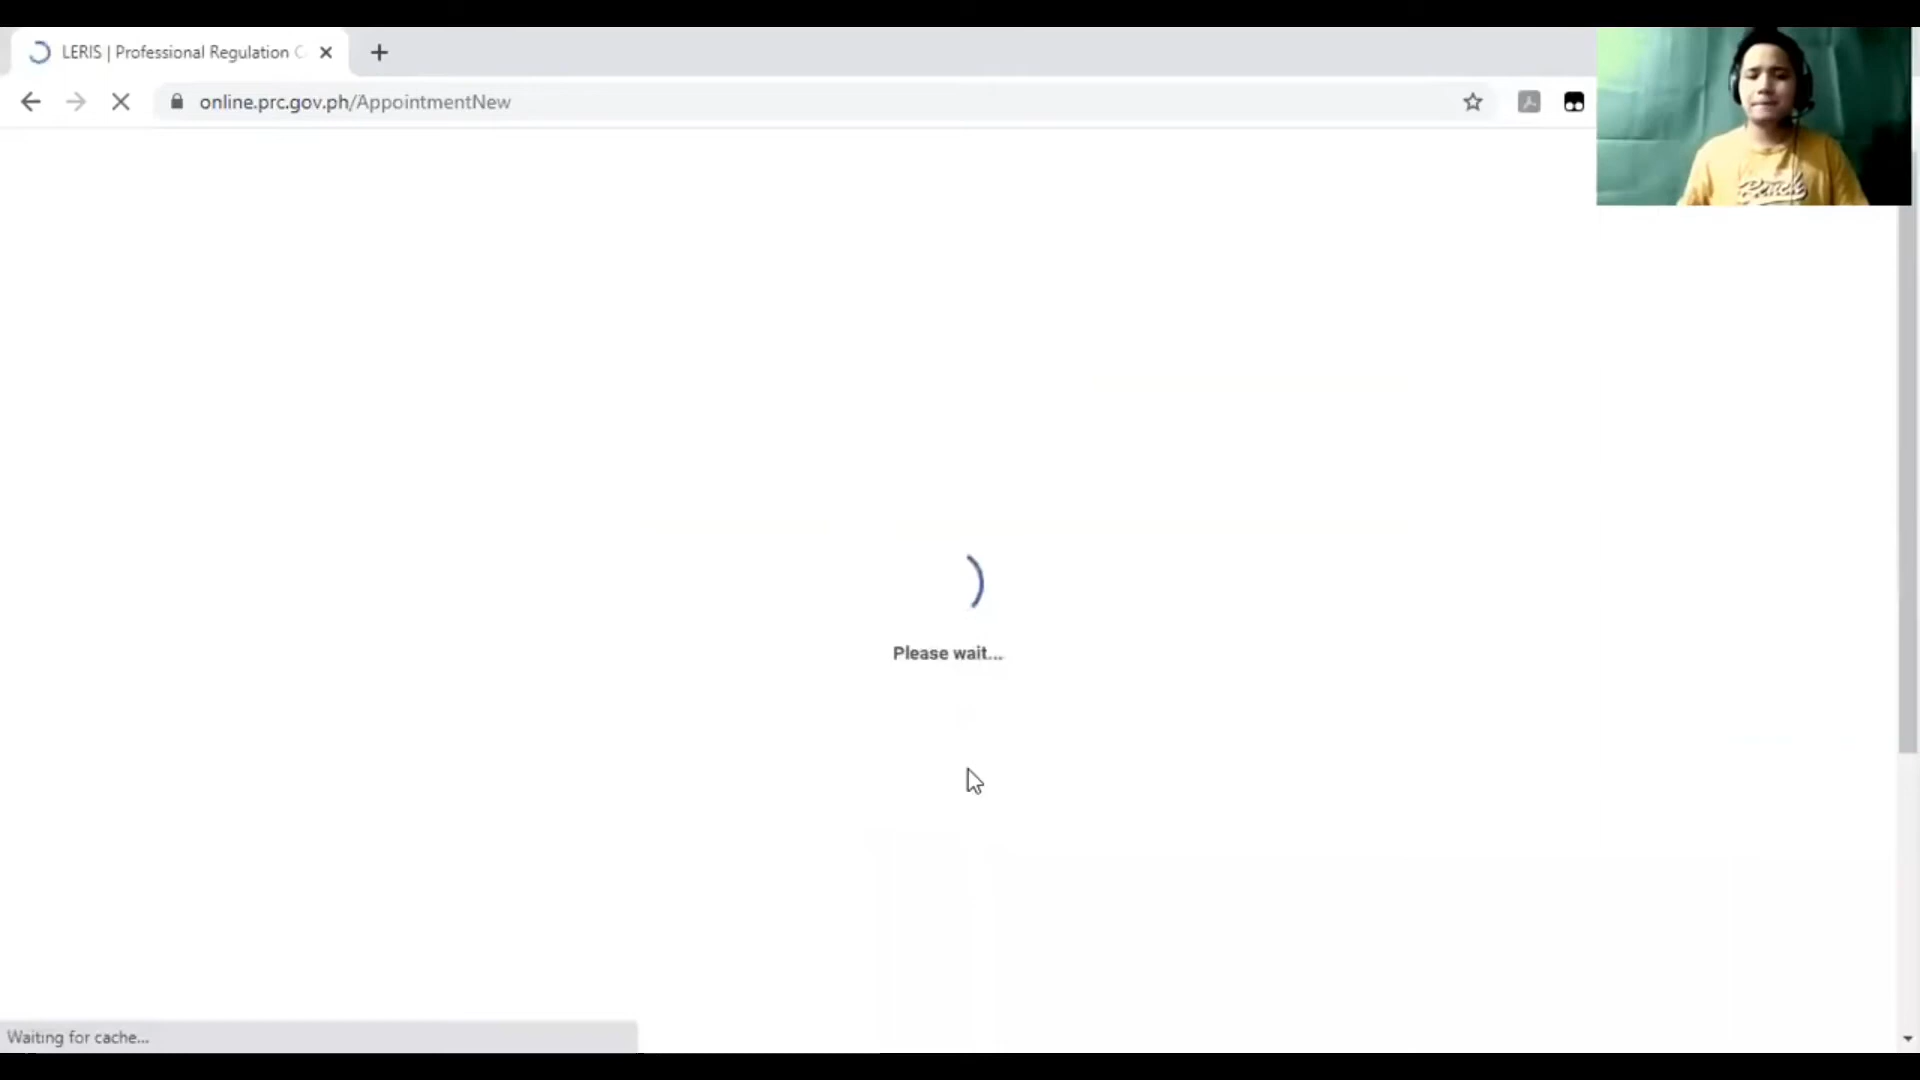 LERIS | Professional Regulation C
online.prc.gov.ph/AppointmentNew
Please wait...
Waiting for cache...